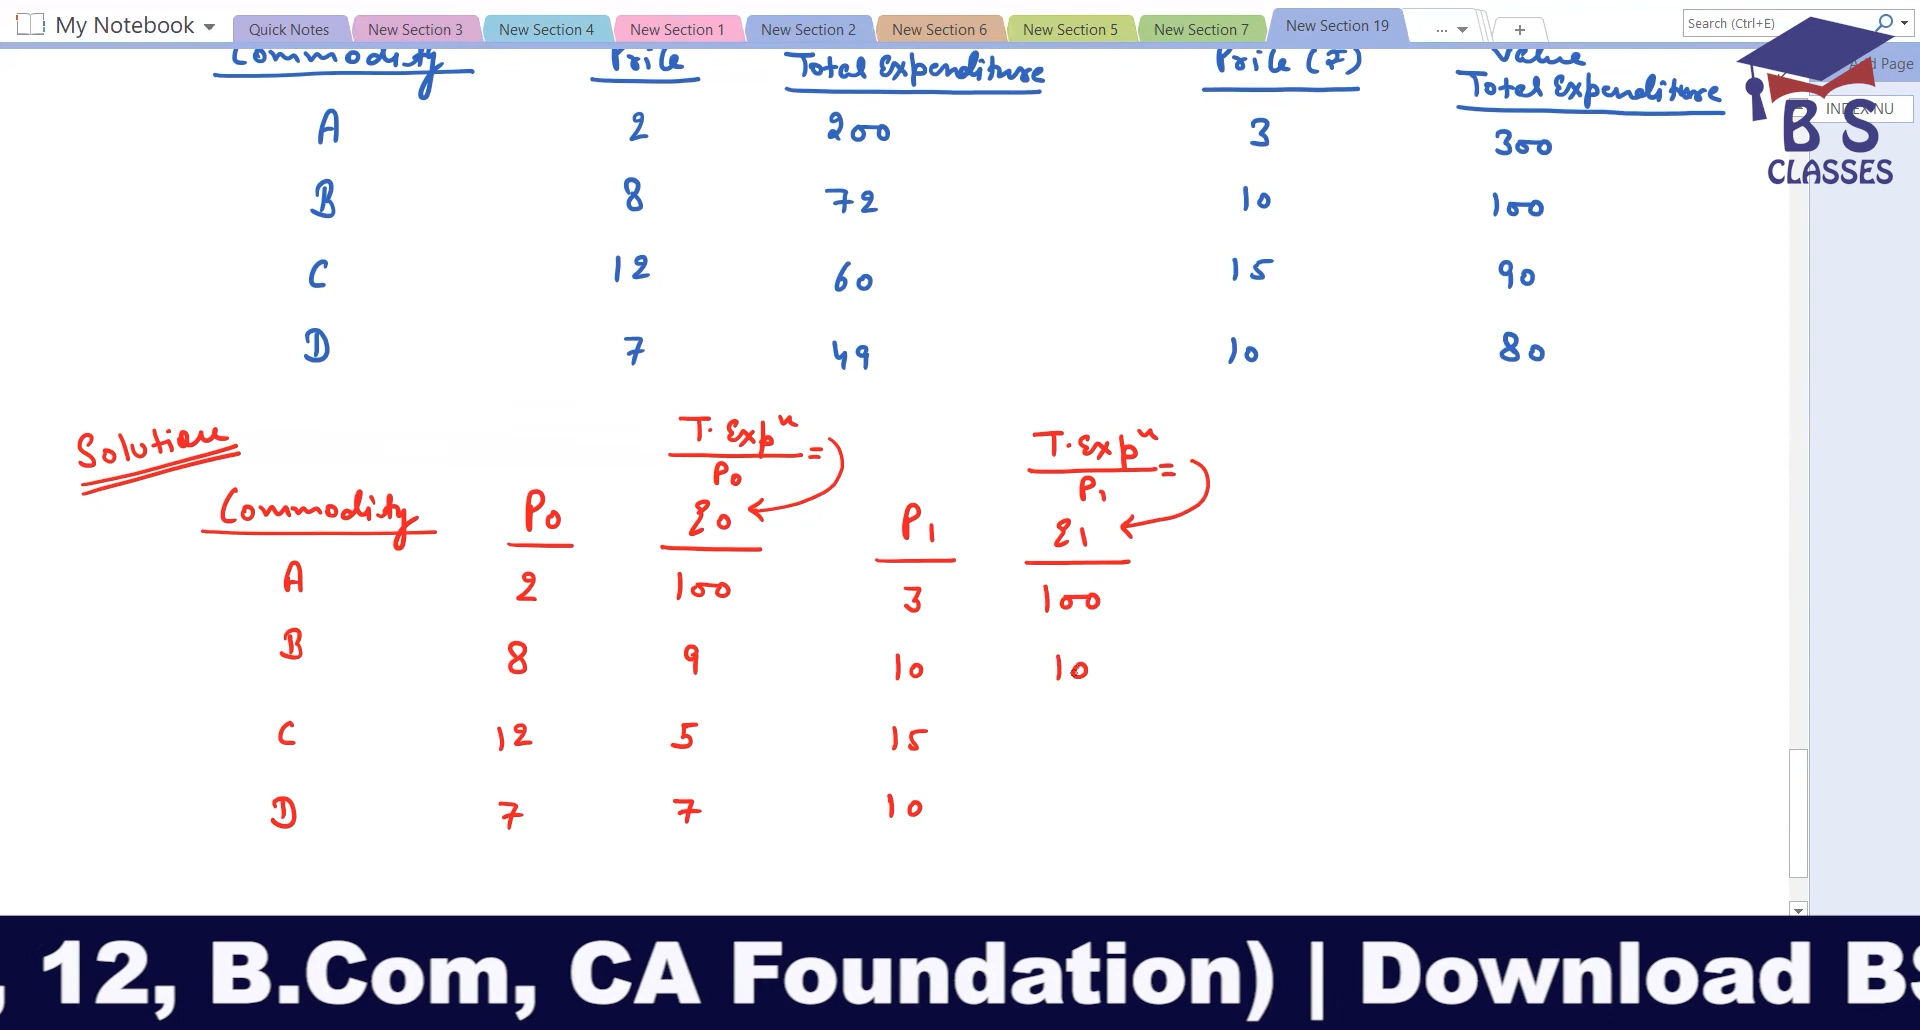 My Notebook Quick Notes New Section 3 New Section 4 New Section 1 New Section 2 New Section 6 New Section 5 New Section 7 New Section 19 ... + Search (Ctrl+E)
Commodity Price Total Expenditure Price (₹) Value
Total Expenditure
d Page
INDEX NU
B S
CLASSES
A 2 200 3 300
B 8 72 10 100
C 12 60 15 90
D 7 49 10 80
Solution
T. Expn / P0 = T. Expn / P1 =
Commodity P0 q0 P1 q1
A 2 100 3 100
B 8 9 10 10
C 12 5 15
D 7 7 10
, 12, B.Com, CA Foundation) | Download BS